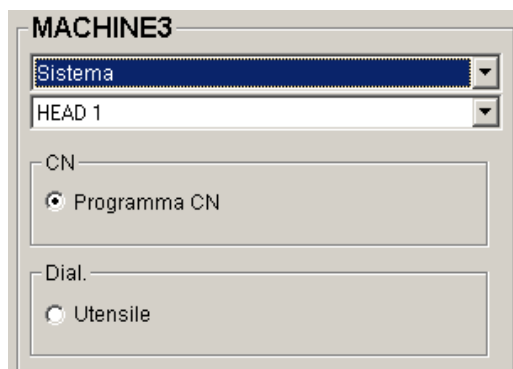 MACHINE3
Sistema
HEAD 1
CN
Programma CN
Dial.
Utensile